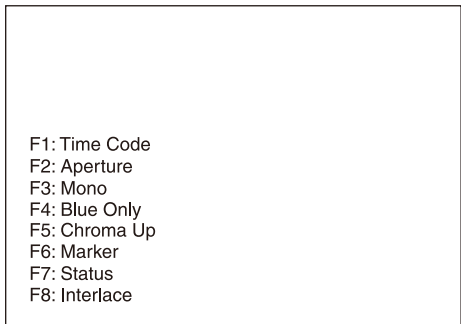 F1: Time Code
F2: Aperture
F3: Mono
F4: Blue Only
F5: Chroma Up
F6: Marker
F7: Status
F8: Interlace